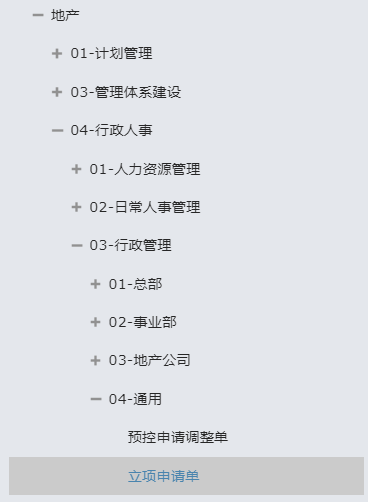 地产
01-计划管理
03-管理体系建设
04-行政人事
01-人力资源管理
02-日常人事管理
03-行政管理
01-总部
02-事业部
03-地产公司
04-通用
预控申请调整单
立项申请单